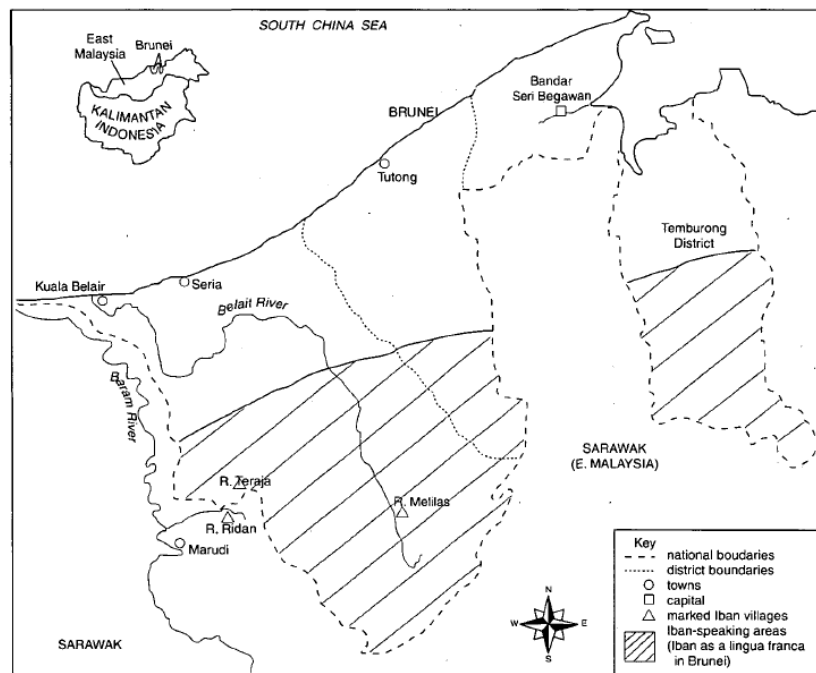 SOUTH CHINA SEA
East
Malaysia
Brunei
KALIMANTAN
INDONESIA
BRUNEI
Bandar
Seri Begawan
Tutong
Temburong
District
Kuala Belair
Seria
Belait River
Baram River
SARAWAK
(E. MALAYSIA)
R. Teraja
R. Melilas
R. Ridan
Marudi
SARAWAK
N
W
E
S
Key
national boudaries
district boundaries
towns
capital
marked Iban villages
Iban-speaking areas
(Iban as a lingua franca
in Brunei)